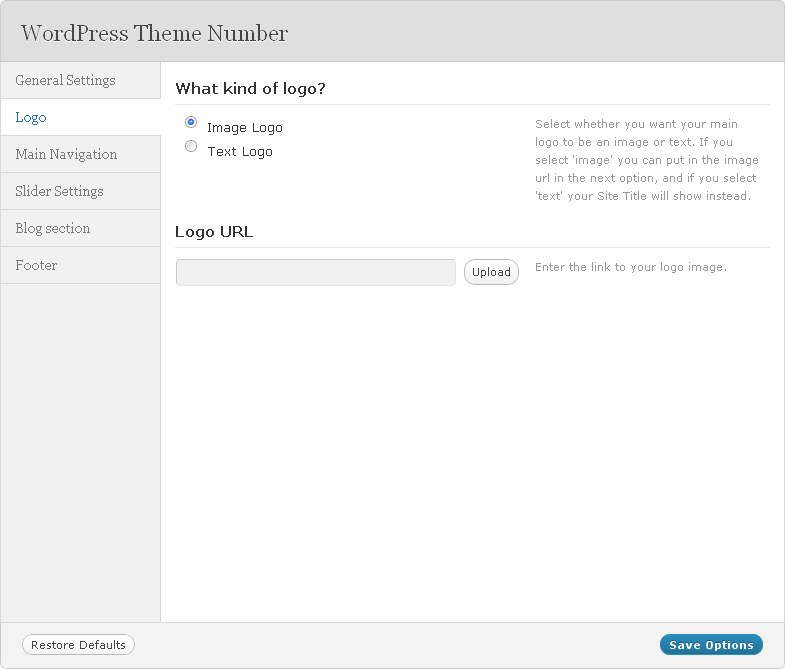 WordPress Theme Number
General Settings
Logo
Main Navigation
Slider Settings
Blog section
Footer
What kind of logo?
Image Logo
Text Logo
Select whether you want your main
logo to be an image or text. If you
select 'image' you can put in the image
url in the next option, and if you select
'text' your Site Title will show instead.
Logo URL
Upload
Enter the link to your logo image.
Restore Defaults
Save Options